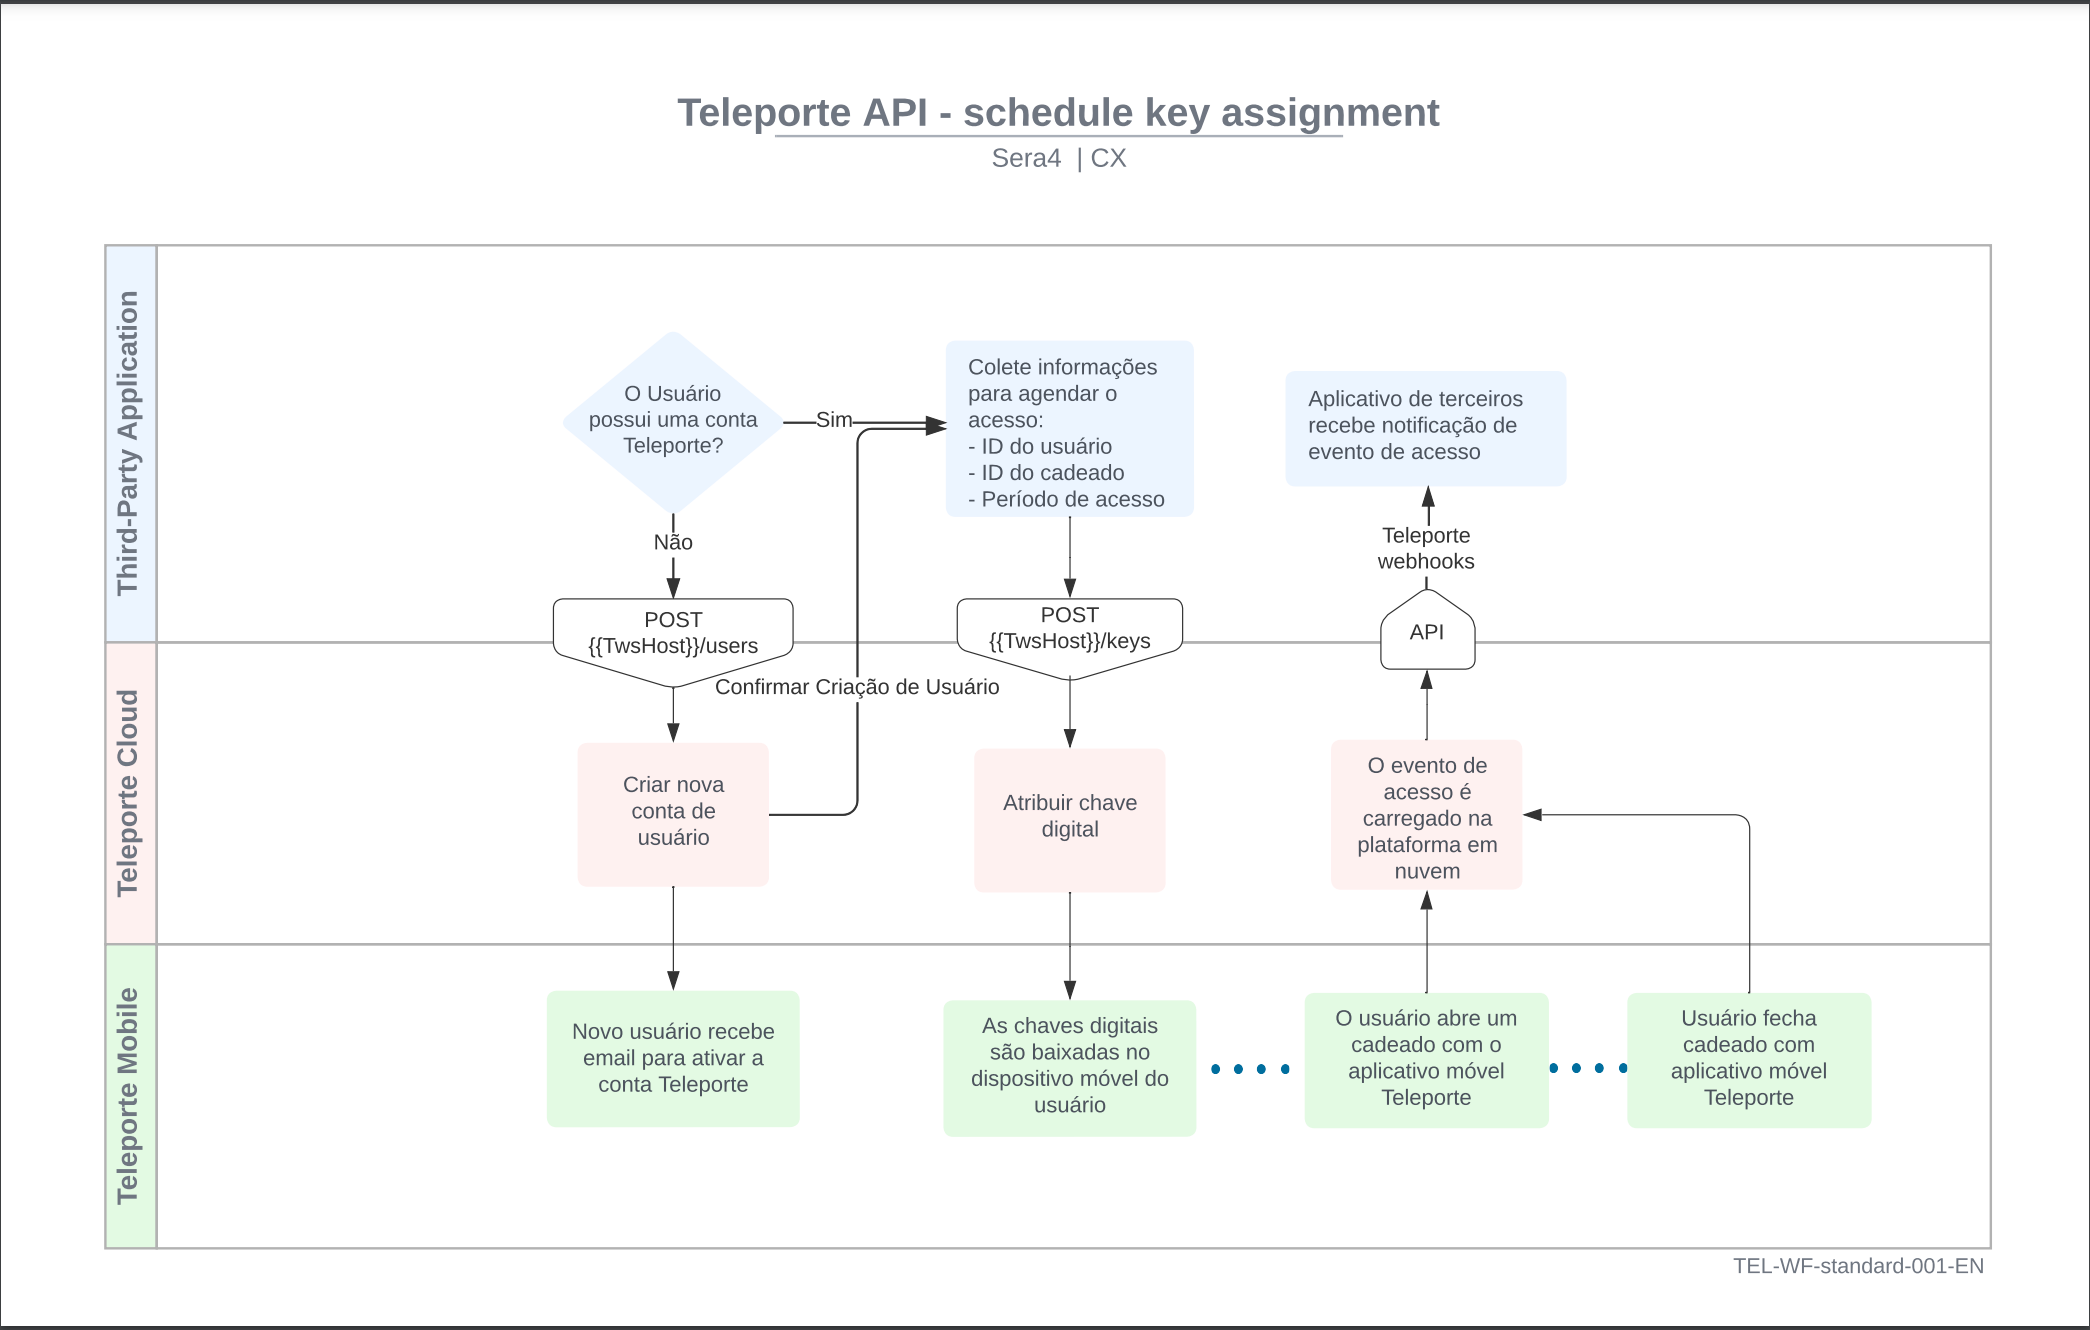 Teleporte API - schedule key assignment
Sera4 | CX
Third-Party Application
O Usuário
possui uma conta
Teleporte?
Sim
Não
Colete informações
para agendar o
acesso:
- ID do usuário
- ID do cadeado
- Período de acesso
Aplicativo de terceiros
recebe notificação de
evento de acesso
Teleporte
webhooks
POST
{{TwsHost}}/users
POST
{{TwsHost}}/keys
API
Teleporte Cloud
Confirmar Criação de Usuário
Criar nova
conta de
usuário
Atribuir chave
digital
O evento de
acesso é
carregado na
plataforma em
nuvem
Teleporte Mobile
Novo usuário recebe
email para ativar a
conta Teleporte
As chaves digitais
são baixadas no
dispositivo móvel do
usuário
O usuário abre um
cadeado com o
aplicativo móvel
Teleporte
Usuário fecha
cadeado com
aplicativo móvel
Teleporte
TEL-WF-standard-001-EN